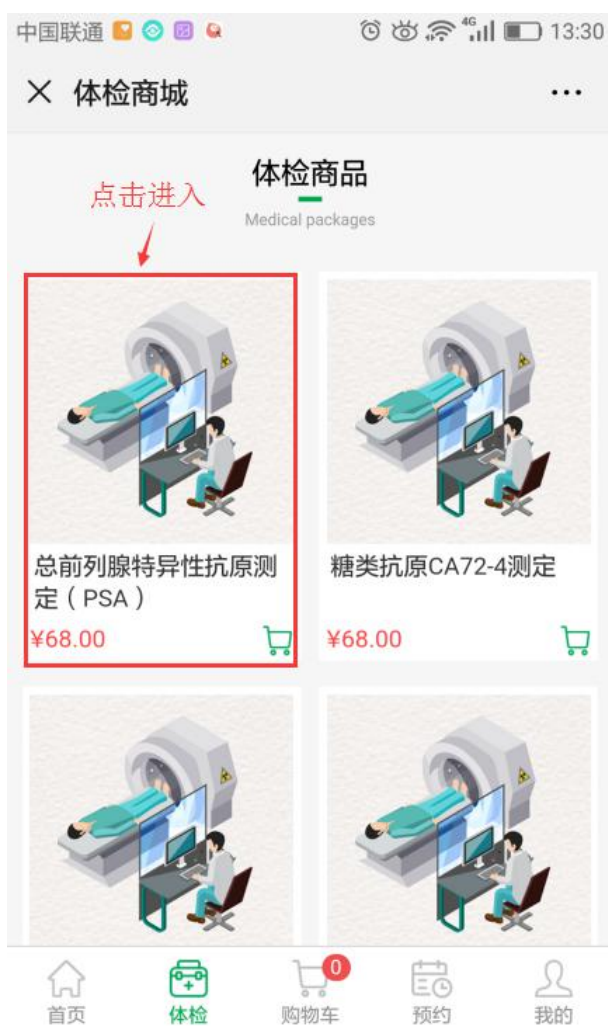 中国联通 4G 13:30
体检商城 ...
体检商品
点击进入
Medical packages
总前列腺特异性抗原测
定（PSA）
¥68.00
糖类抗原CA72-4测定
¥68.00
0
首页 体检 购物车 预约 我的